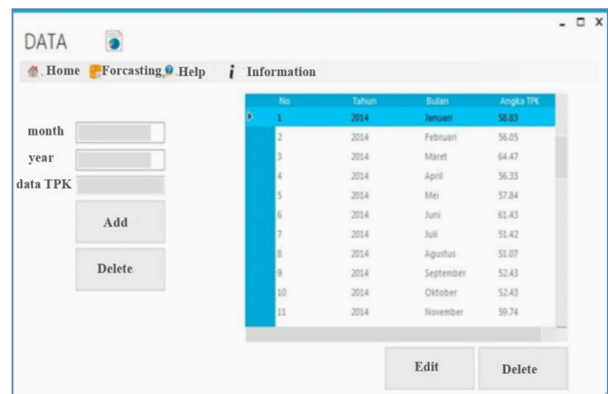 DATA
Home Forcasting Help i Information
month
year
data TPK
Add
Delete
No Tahun Bulan Angka TPK
1 2014 Januari 58.83
2 2014 Februari 56.05
3 2014 Maret 64.47
4 2014 April 56.33
5 2014 Mei 57.84
6 2014 Juni 61.43
7 2014 Juli 51.42
8 2014 Agustus 51.07
9 2014 September 52.43
10 2014 Oktober 52.43
11 2014 November 59.74
Edit Delete